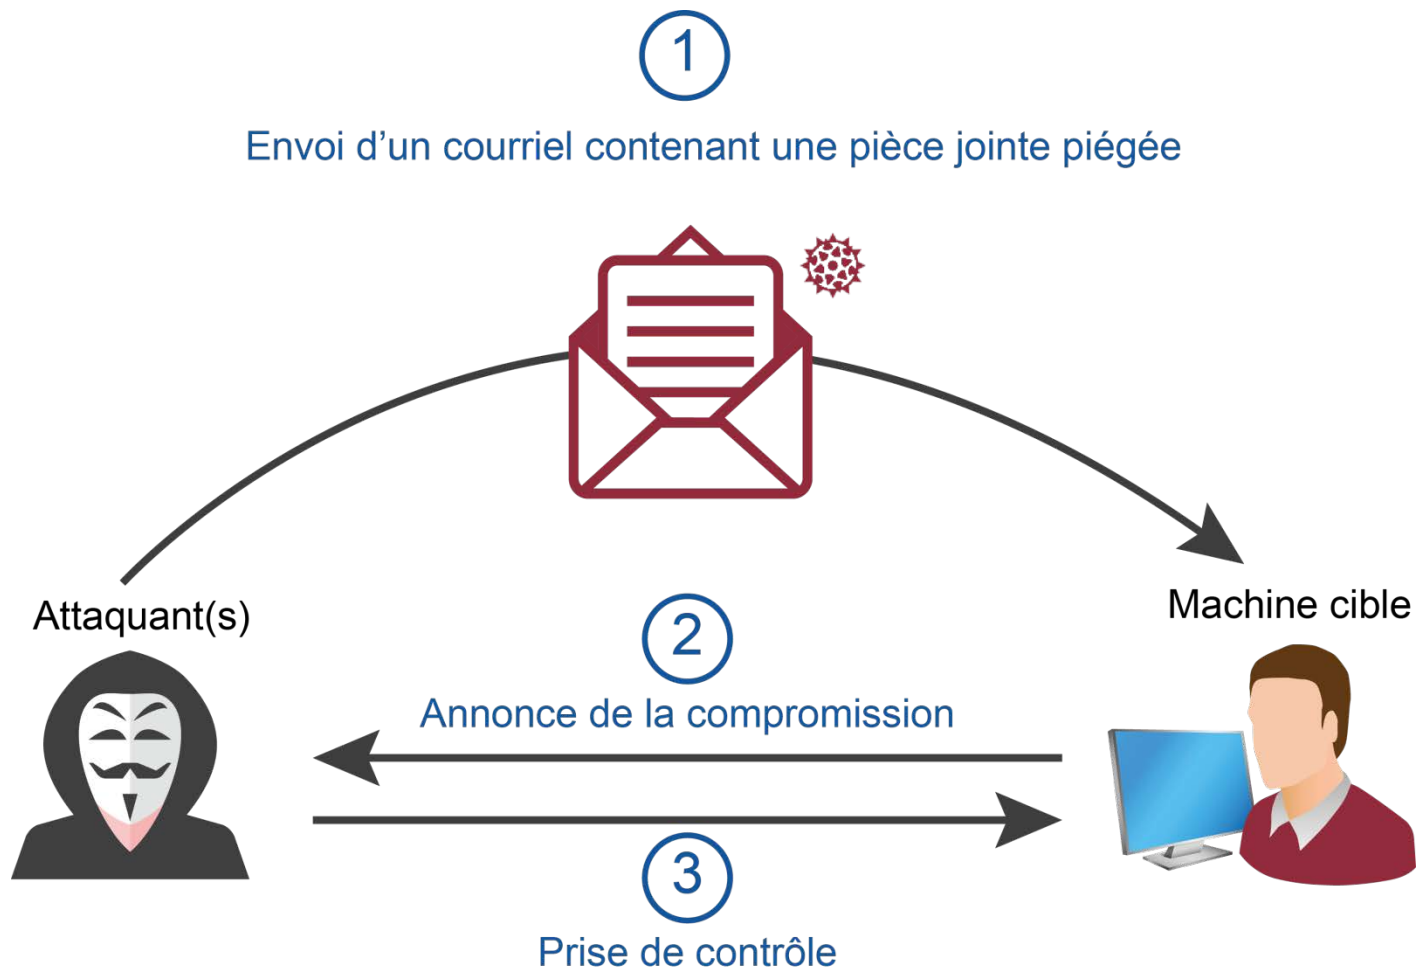 1
Envoi d’un courriel contenant une pièce jointe piégée
Attaquant(s)
Machine cible
2
Annonce de la compromission
3
Prise de contrôle